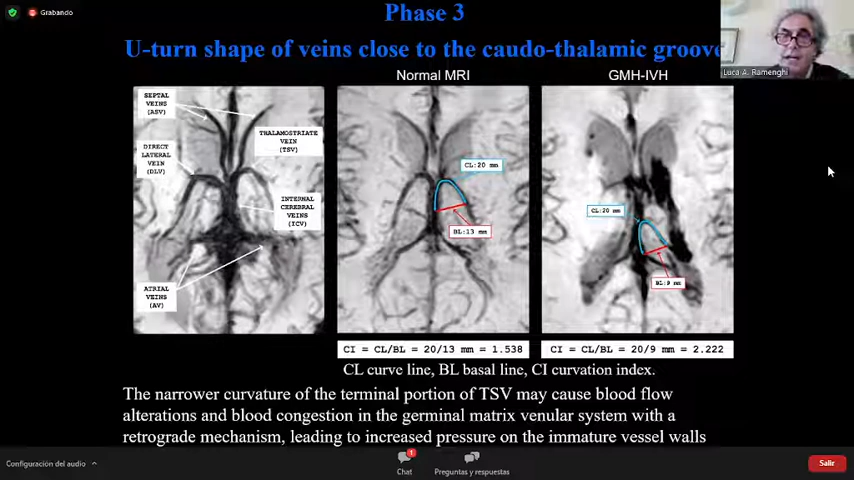 Grabando
Phase 3
U-turn shape of veins close to the caudo-thalamic groove
Luca A. Ramenghi
Normal MRI
GMH-IVH
SEPTAL
VEINS
(ASV)
THALAMOSTRIATE
VEIN
(TSV)
DIRECT
LATERAL
VEIN
(DLV)
INTERNAL
CEREBRAL
VEINS
(ICV)
ATRIAL
VEINS
(AV)
CL:20 mm
BL:13 mm
CL:20 mm
BL:9 mm
CI = CL/BL = 20/13 mm = 1.538
CI = CL/BL = 20/9 mm = 2.222
CL curve line, BL basal line, CI curvation index.
The narrower curvature of the terminal portion of TSV may cause blood flow
alterations and blood congestion in the germinal matrix venular system with a
retrograde mechanism, leading to increased pressure on the immature vessel walls
Configuración del audio
1
Chat
Preguntas y respuestas
Salir